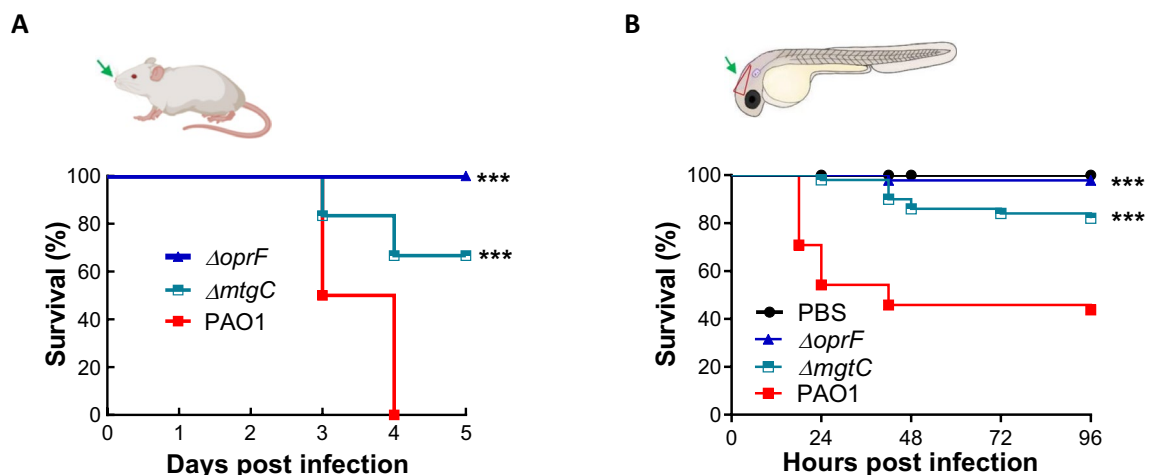 A
100
80
60
40
20
0
Survival (%)
ΔoprF
ΔmtgC
PAO1
***
***
0 1 2 3 4 5
Days post infection
B
100
80
60
40
20
0
Survival (%)
PBS
ΔoprF
ΔmgtC
PAO1
***
***
0 24 48 72 96
Hours post infection